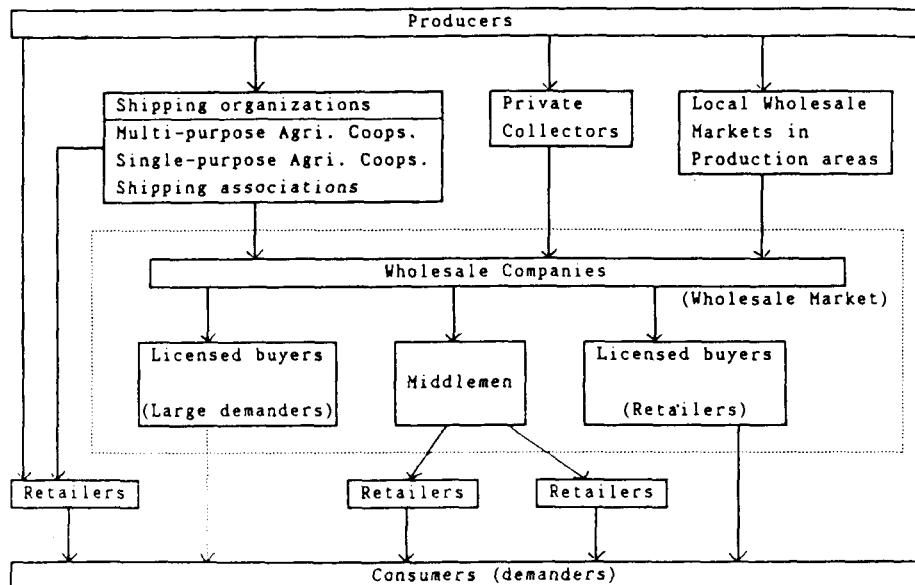 Producers
Shipping organizations
Multi-purpose Agri. Coops.
Single-purpose Agri. Coops.
Shipping associations
Private
Collectors
Local Wholesale
Markets in
Production areas
Wholesale Companies
(Wholesale Market)
Licensed buyers
(Large demanders)
Middlemen
Licensed buyers
(Retailers)
Retailers
Retailers
Retailers
Consumers (demanders)